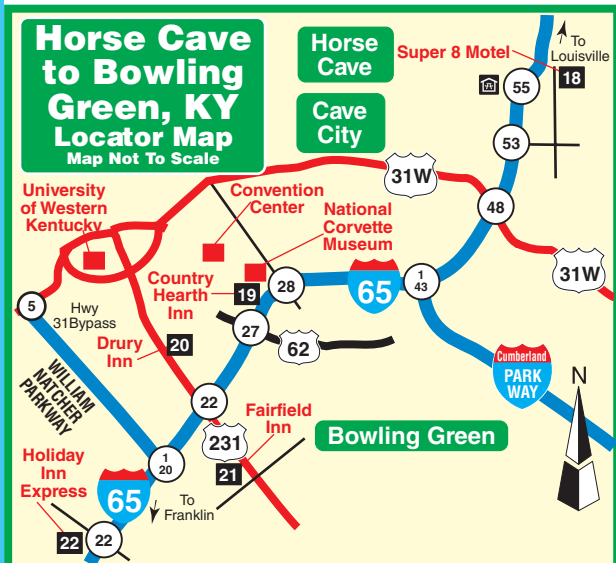 Horse Cave
to Bowling
Green, KY
Locator Map
Map Not To Scale
Horse
Cave
Super 8 Motel
To
Louisville
18
55
Cave
City
53
31W
University
of Western
Kentucky
Convention
Center
National
Corvette
Museum
48
31W
Country
Hearth
Inn
19
28
65
1
43
5
Hwy
31Bypass
Drury
Inn
20
27
62
Cumberland
PARK
WAY
N
WILLIAM
NATCHER
PARKWAY
22
231
Fairfield
Inn
21
Bowling Green
Holiday
Inn
Express
1
20
65
To
Franklin
22
22